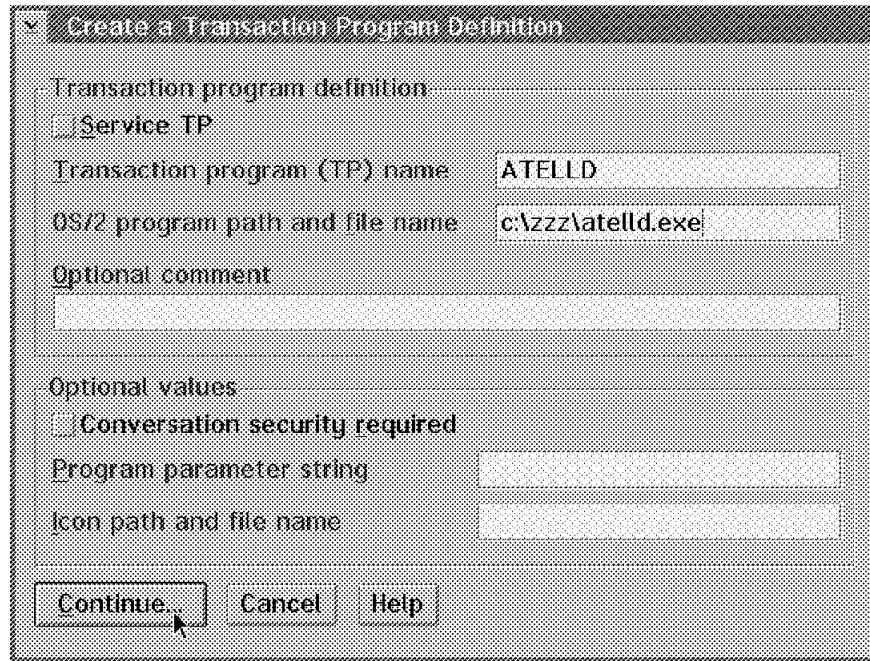 Create a Transaction Program Definition
Transaction program definition
Service TP
Transaction program (TP) name ATELLD
OS/2 program path and file name c:\zzz\atelld.exe
Optional comment
Optional values
Conversation security required
Program parameter string
Icon path and file name
Continue... Cancel Help